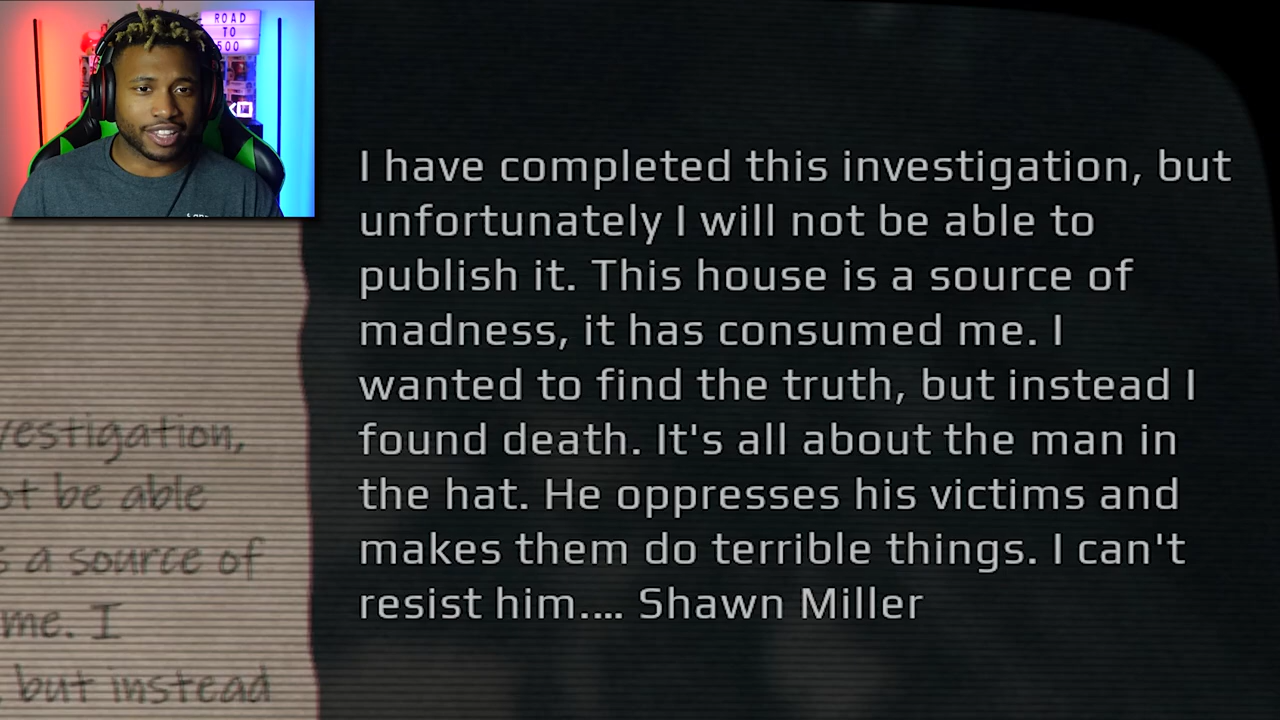 ROAD
TO
500
I have completed this investigation, but
unfortunately I will not be able to
publish it. This house is a source of
madness, it has consumed me. I
wanted to find the truth, but instead I
found death. It's all about the man in
the hat. He oppresses his victims and
makes them do terrible things. I can't
resist him.... Shawn Miller
vestigation,
ot be able
s a source of
me. I
, but instead